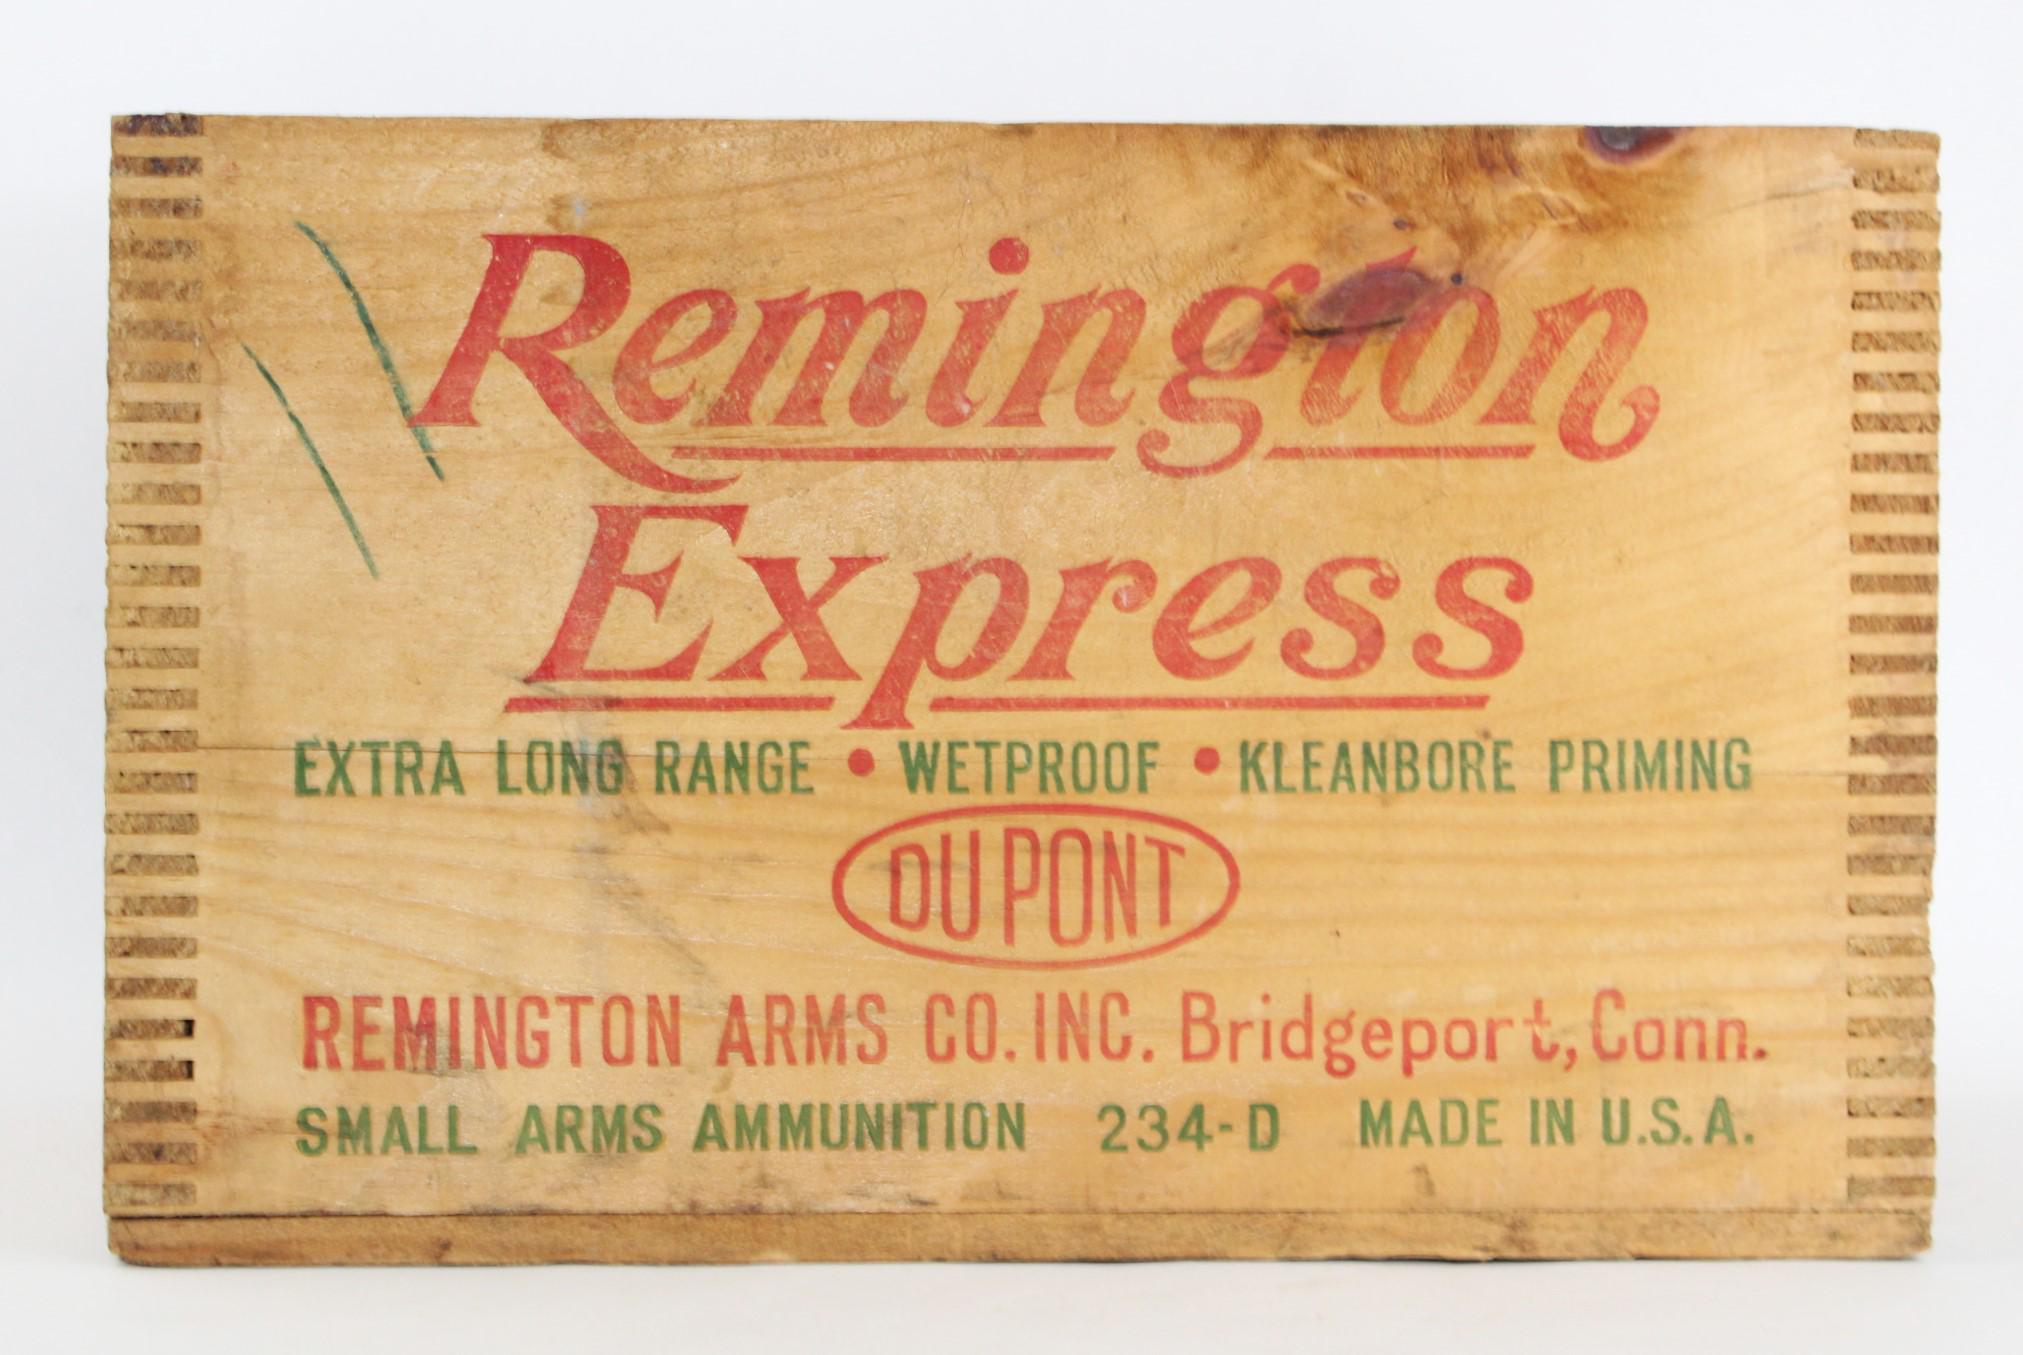 Remington
Express
EXTRA LONG RANGE • WETPROOF • KLEANBORE PRIMING
DU PONT
REMINGTON ARMS CO. INC. Bridgeport, Conn.
SMALL ARMS AMMUNITION 234-D MADE IN U.S.A.